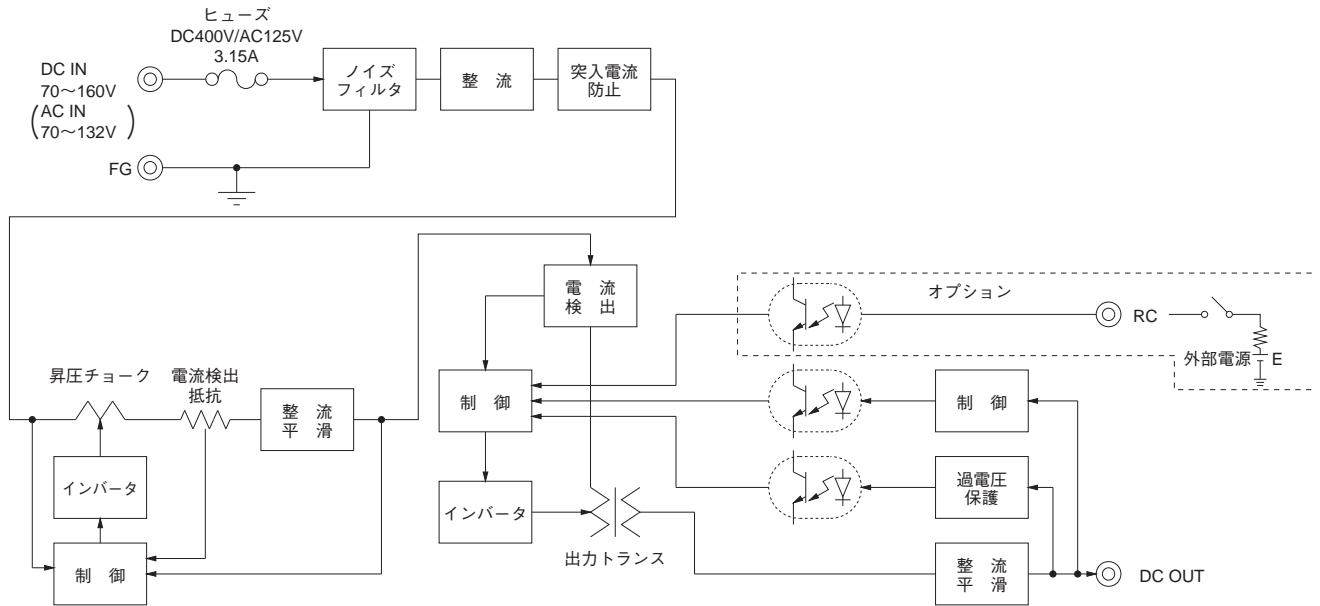 ヒューズ
DC400V/AC125V
3.15A
DC IN
70～160V
(AC IN
70～132V)
ノイズ
フィルタ
整 流
突入電流
防止
FG
電 流
検 出
オプション
RC
外部電源
E
昇圧チョーク
電流検出
抵抗
整 流
平 滑
制 御
制 御
インバータ
過電圧
保護
インバータ
出力トランス
制 御
整 流
平 滑
DC OUT